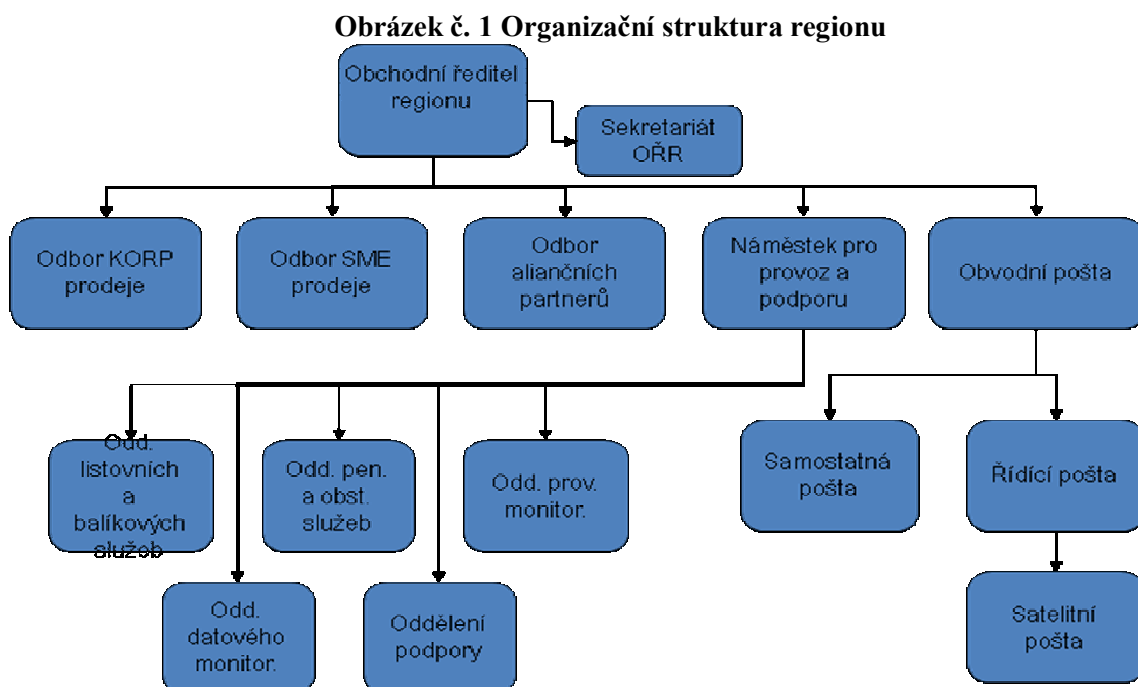 Obrázek č. 1 Organizační struktura regionu
Obchodní ředitel
regionu
Sekretariát
OŘR
Odbor KORP
prodeje
Odbor SME
prodeje
Odbor
aliančních
partnerů
Náměstek pro
provoz a
podporu
Obvodní pošta
Odd.
listovních
a
balíkových
služeb
Odd. pen.
a obst.
služeb
Odd. prov.
monitor.
Samostatná
pošta
Řídící pošta
Odd.
datového
monitor.
Oddělení
podpory
Satelitní
pošta